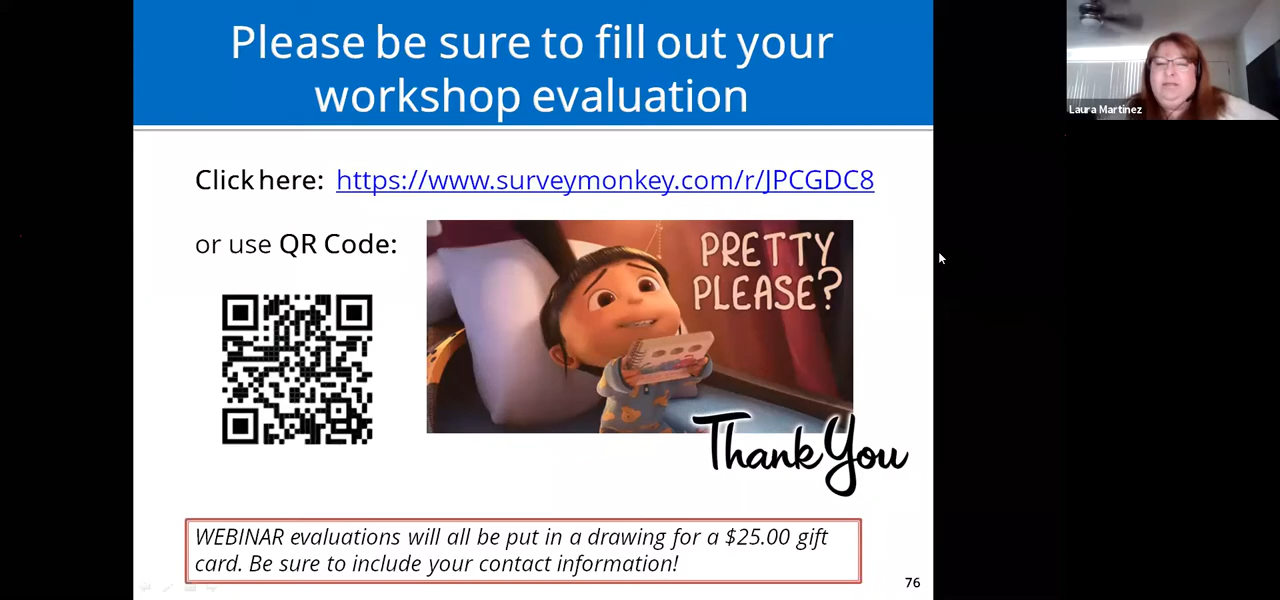 Please be sure to fill out your
workshop evaluation
Laura Martinez
Click here: https://www.surveymonkey.com/r/JPCGDC8
or use QR Code:
PRETTY
PLEASE?
Thank You
WEBINAR evaluations will all be put in a drawing for a $25.00 gift
card. Be sure to include your contact information!
76